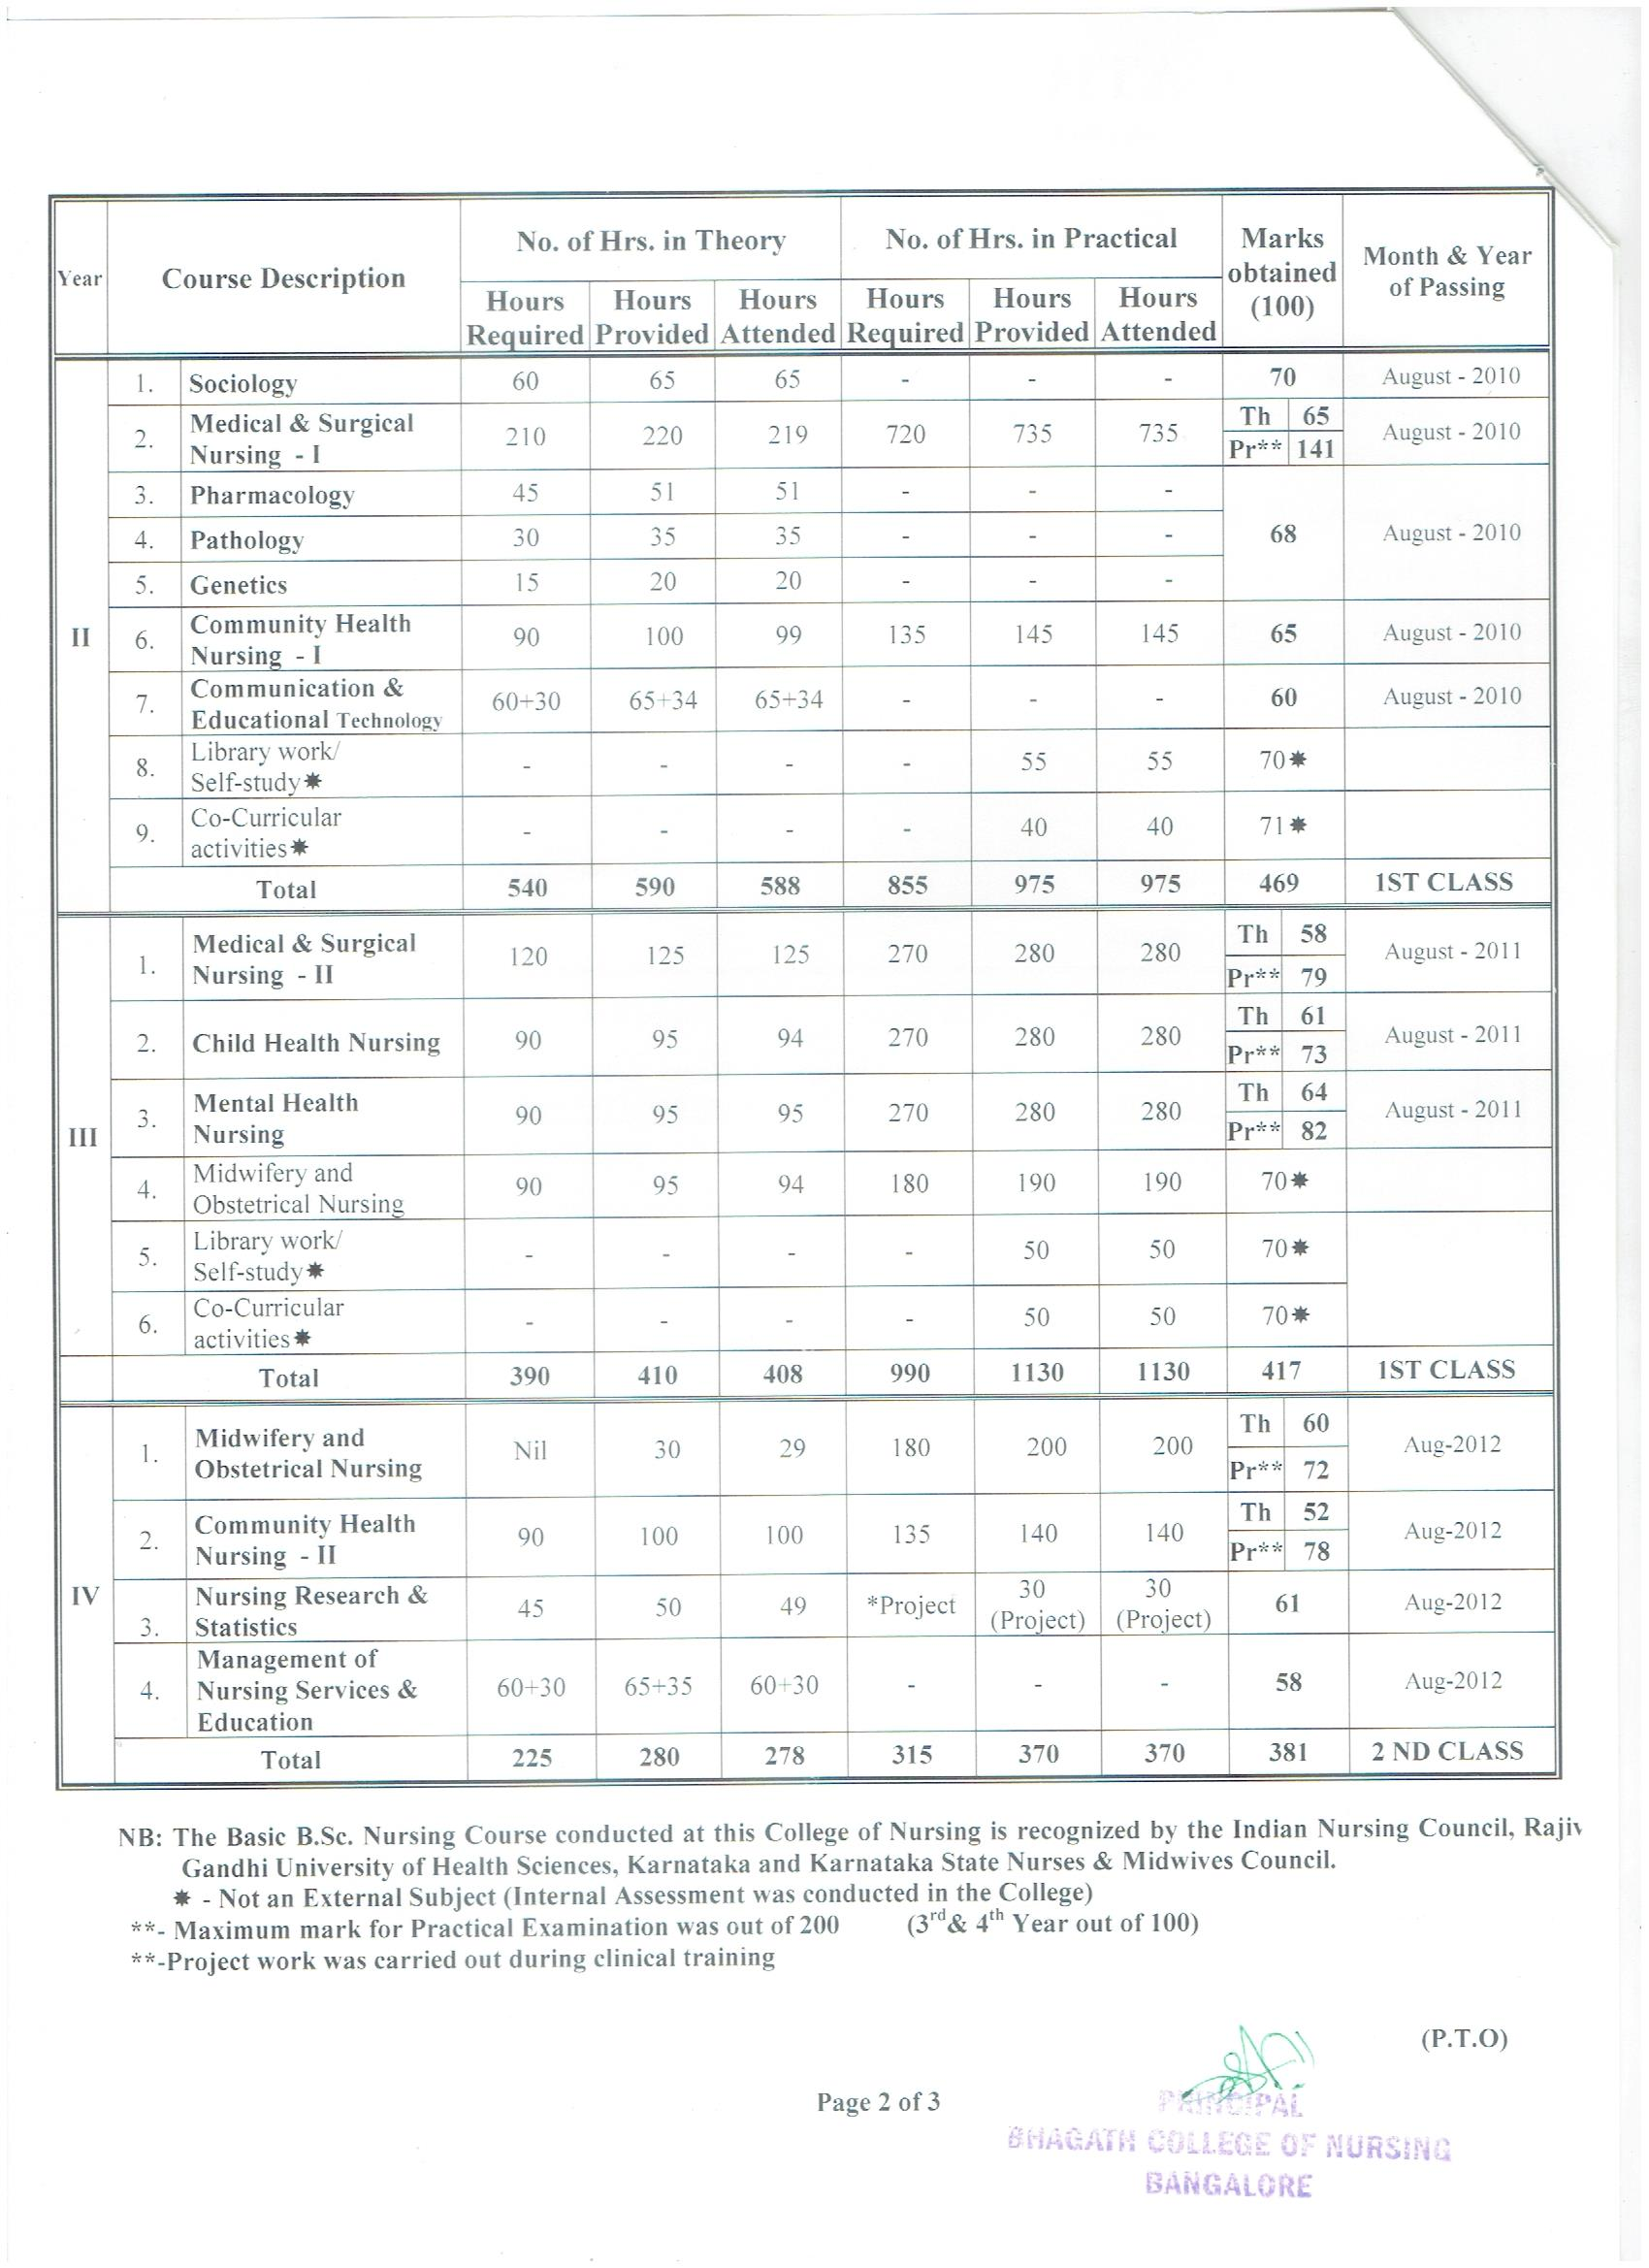 Year Course Description No. of Hrs. in Theory No. of Hrs. in Practical Marks obtained (100) Month & Year of Passing
Hours Required Hours Provided Hours Attended Hours Required Hours Provided Hours Attended
II
1. Sociology 60 65 65 - - - 70 August - 2010
2. Medical & Surgical Nursing - I 210 220 219 720 735 735 Th 65 Pr** 141 August - 2010
3. Pharmacology 45 51 51 - - -
4. Pathology 30 35 35 - - - 68 August - 2010
5. Genetics 15 20 20 - - -
6. Community Health Nursing - I 90 100 99 135 145 145 65 August - 2010
7. Communication & Educational Technology 60+30 65+34 65+34 - - - 60 August - 2010
8. Library work/ Self-study✷ - - - - 55 55 70✷
9. Co-Curricular activities✷ - - - - 40 40 71✷
Total 540 590 588 855 975 975 469 1ST CLASS
III
1. Medical & Surgical Nursing - II 120 125 125 270 280 280 Th 58 Pr** 79 August - 2011
2. Child Health Nursing 90 95 94 270 280 280 Th 61 Pr** 73 August - 2011
3. Mental Health Nursing 90 95 95 270 280 280 Th 64 Pr** 82 August - 2011
4. Midwifery and Obstetrical Nursing 90 95 94 180 190 190 70✷
5. Library work/ Self-study✷ - - - - 50 50 70✷
6. Co-Curricular activities✷ - - - - 50 50 70✷
Total 390 410 408 990 1130 1130 417 1ST CLASS
IV
1. Midwifery and Obstetrical Nursing Nil 30 29 180 200 200 Th 60 Pr** 72 Aug-2012
2. Community Health Nursing - II 90 100 100 135 140 140 Th 52 Pr** 78 Aug-2012
3. Nursing Research & Statistics 45 50 49 *Project 30 (Project) 30 (Project) 61 Aug-2012
4. Management of Nursing Services & Education 60+30 65+35 60+30 - - - 58 Aug-2012
Total 225 280 278 315 370 370 381 2 ND CLASS
NB: The Basic B.Sc. Nursing Course conducted at this College of Nursing is recognized by the Indian Nursing Council, Rajiv
Gandhi University of Health Sciences, Karnataka and Karnataka State Nurses & Midwives Council.
✷ - Not an External Subject (Internal Assessment was conducted in the College)
**- Maximum mark for Practical Examination was out of 200 (3rd & 4th Year out of 100)
**-Project work was carried out during clinical training
(P.T.O)
Page 2 of 3
PRINCIPAL
BHAGATH COLLEGE OF NURSING
BANGALORE